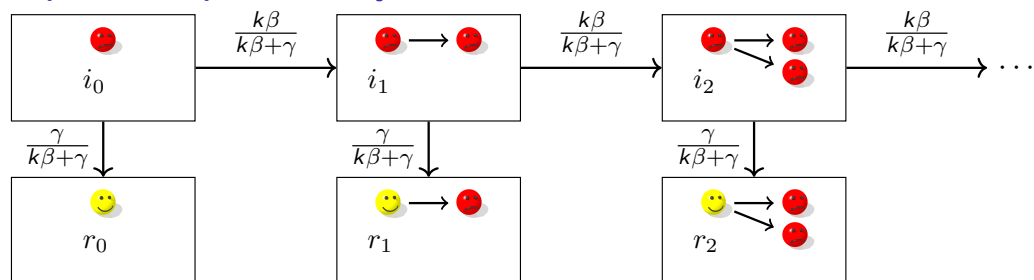 kβ/(kβ+γ) kβ/(kβ+γ) kβ/(kβ+γ)
i₀ i₁ i₂ ⋯
γ/(kβ+γ) γ/(kβ+γ) γ/(kβ+γ)
r₀ r₁ r₂